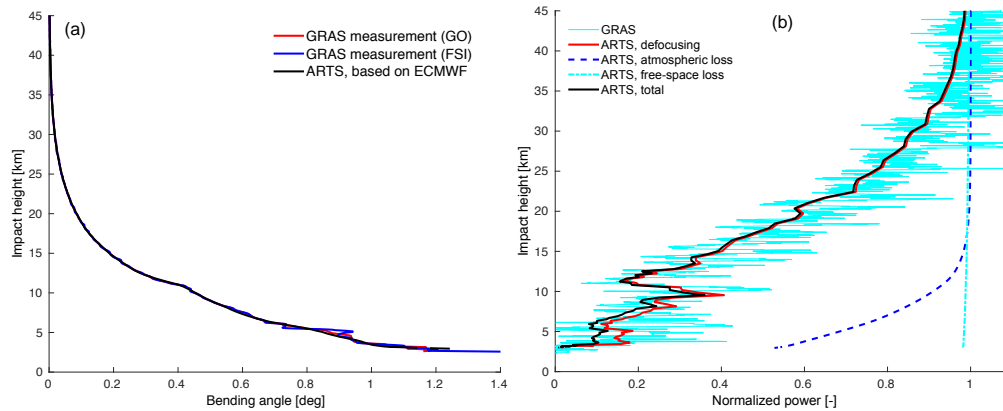 (a)
GRAS measurement (GO)
GRAS measurement (FSI)
ARTS, based on ECMWF
Impact height [km]
45
40
35
30
25
20
15
10
5
0
0
0.2
0.4
0.6
0.8
1
1.2
1.4
Bending angle [deg]
(b)
GRAS
ARTS, defocusing
ARTS, atmospheric loss
ARTS, free-space loss
ARTS, total
Impact height [km]
45
40
35
30
25
20
15
10
5
0
0
0.2
0.4
0.6
0.8
1
Normalized power [-]